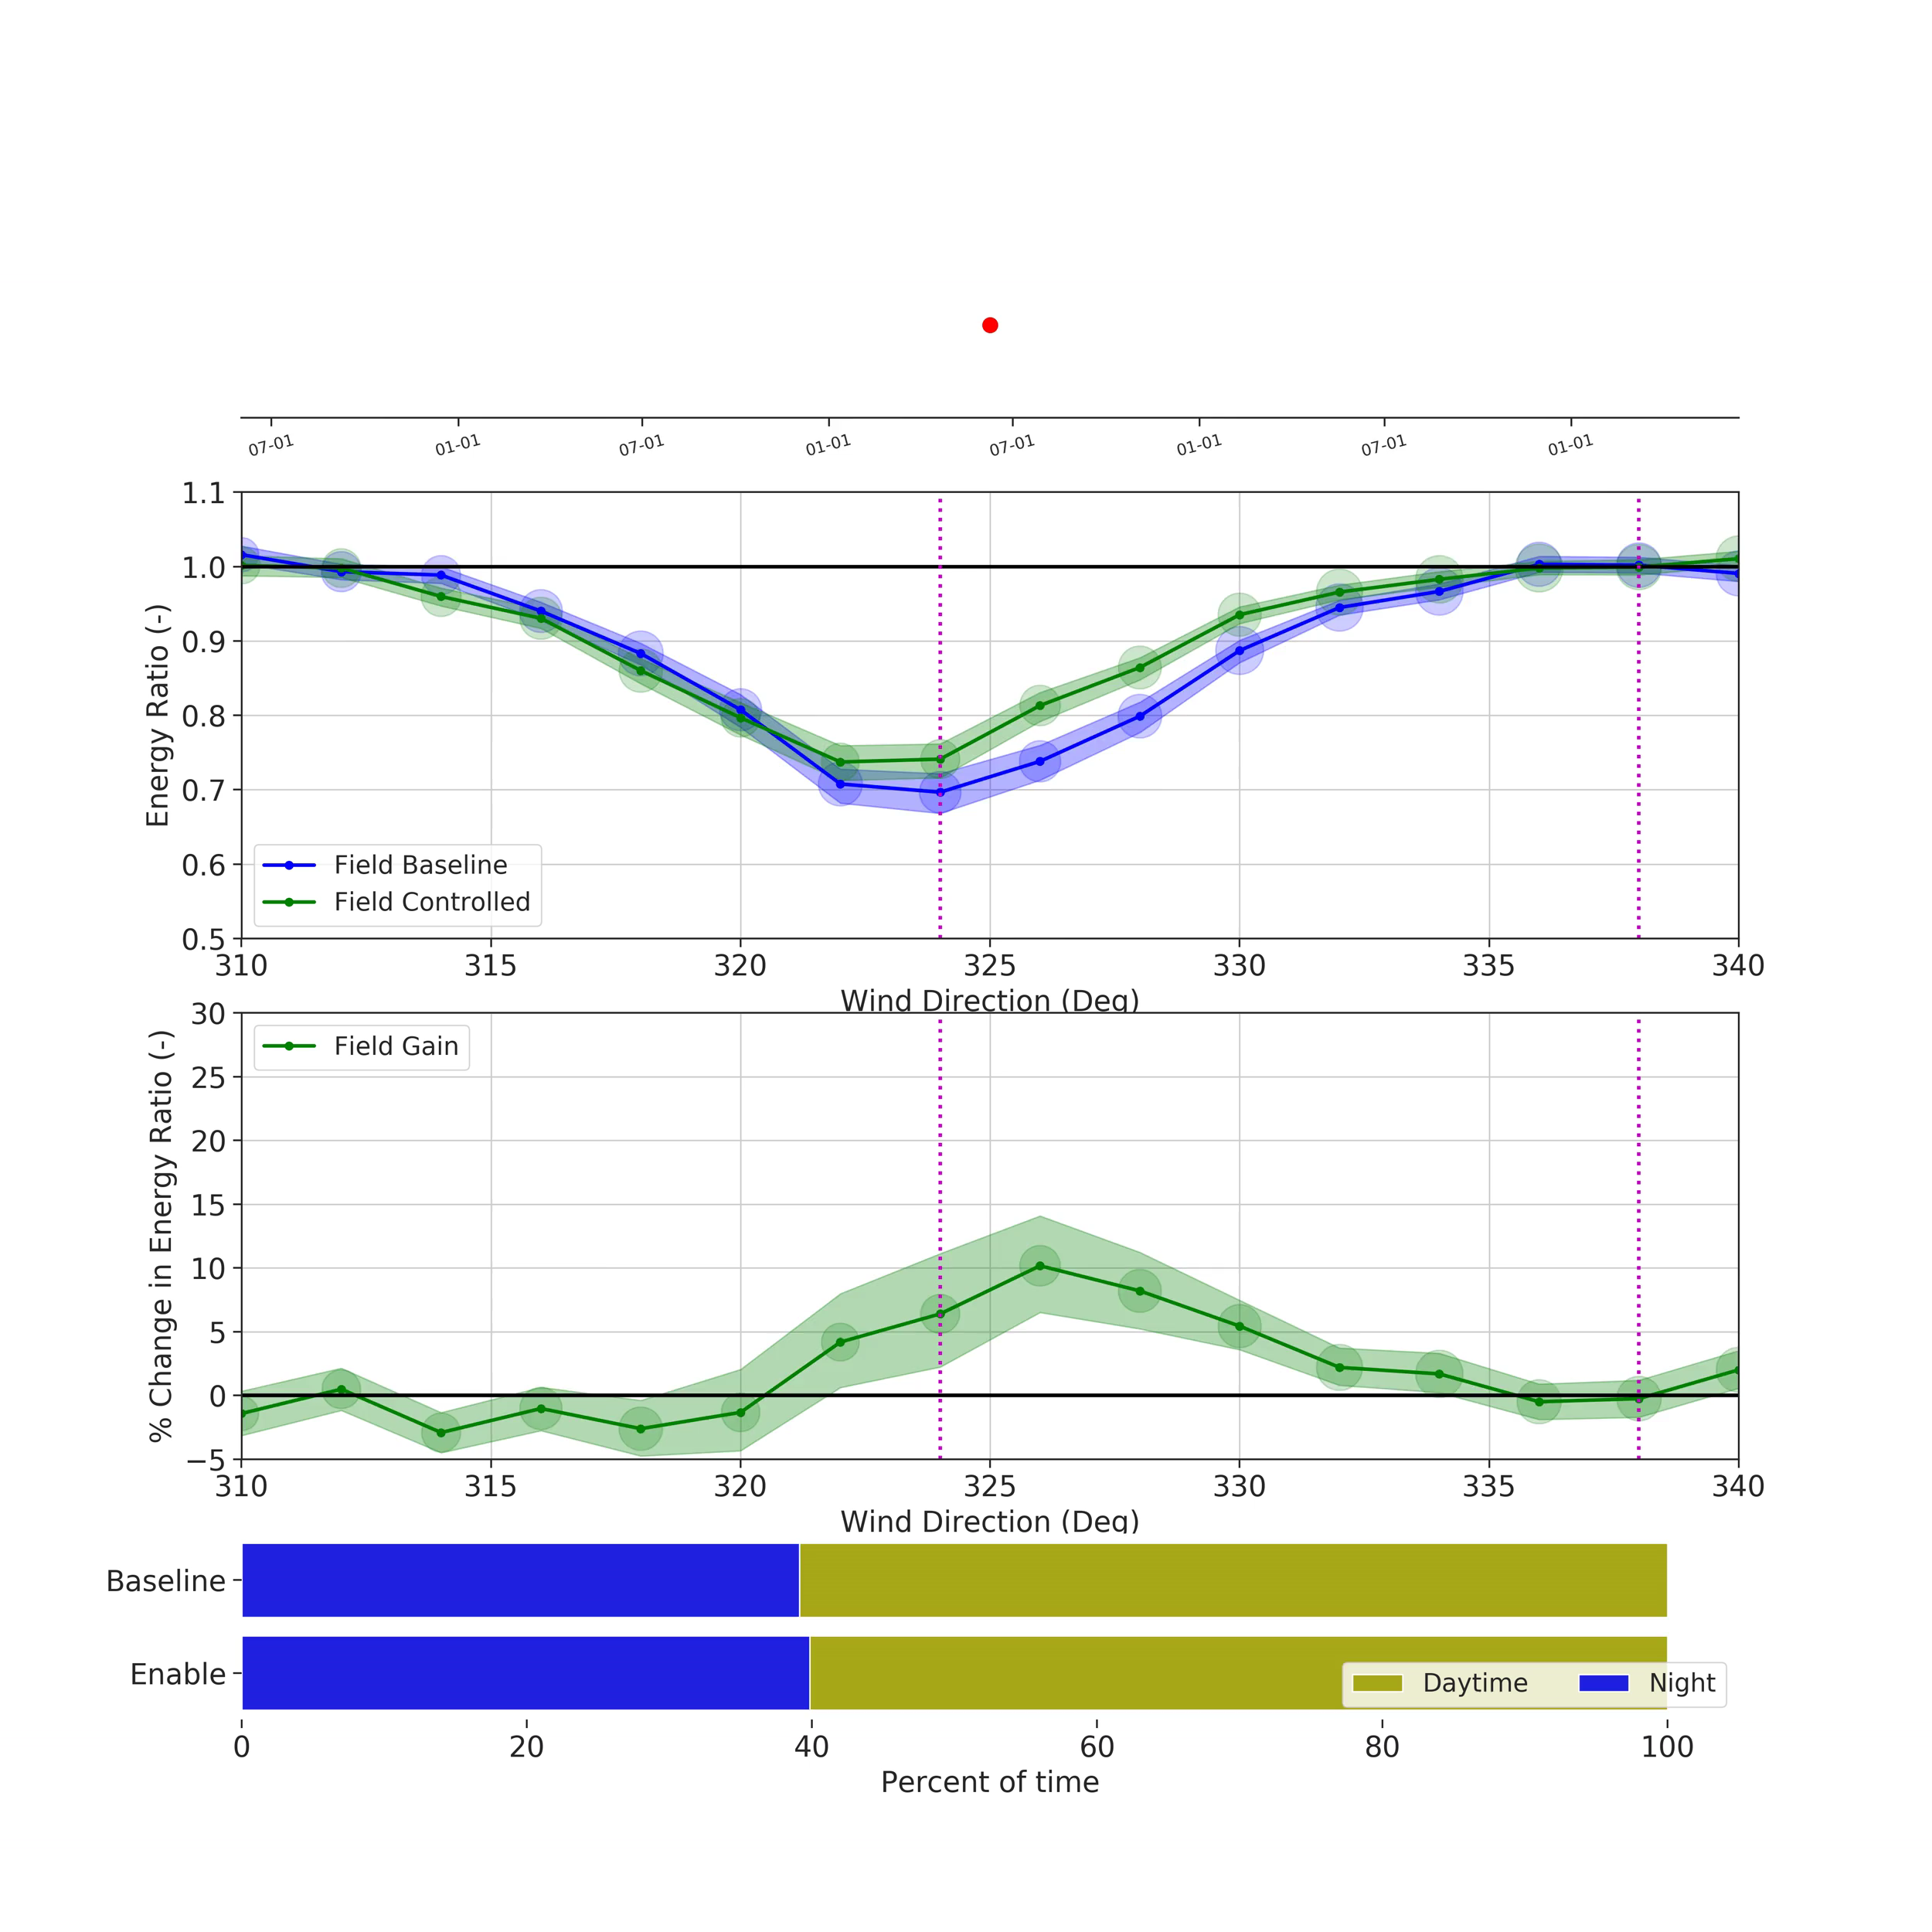 07-01 01-01 07-01 01-01 07-01 01-01 07-01 01-01
Energy Ratio (-)
1.1
1.0
0.9
0.8
0.7
0.6
0.5
Field Baseline
Field Controlled
310 315 320 325 330 335 340
Wind Direction (Deg)
% Change in Energy Ratio (-)
30
25
20
15
10
5
0
−5
Field Gain
310 315 320 325 330 335 340
Wind Direction (Deg)
Baseline
Enable
Daytime Night
0 20 40 60 80 100
Percent of time